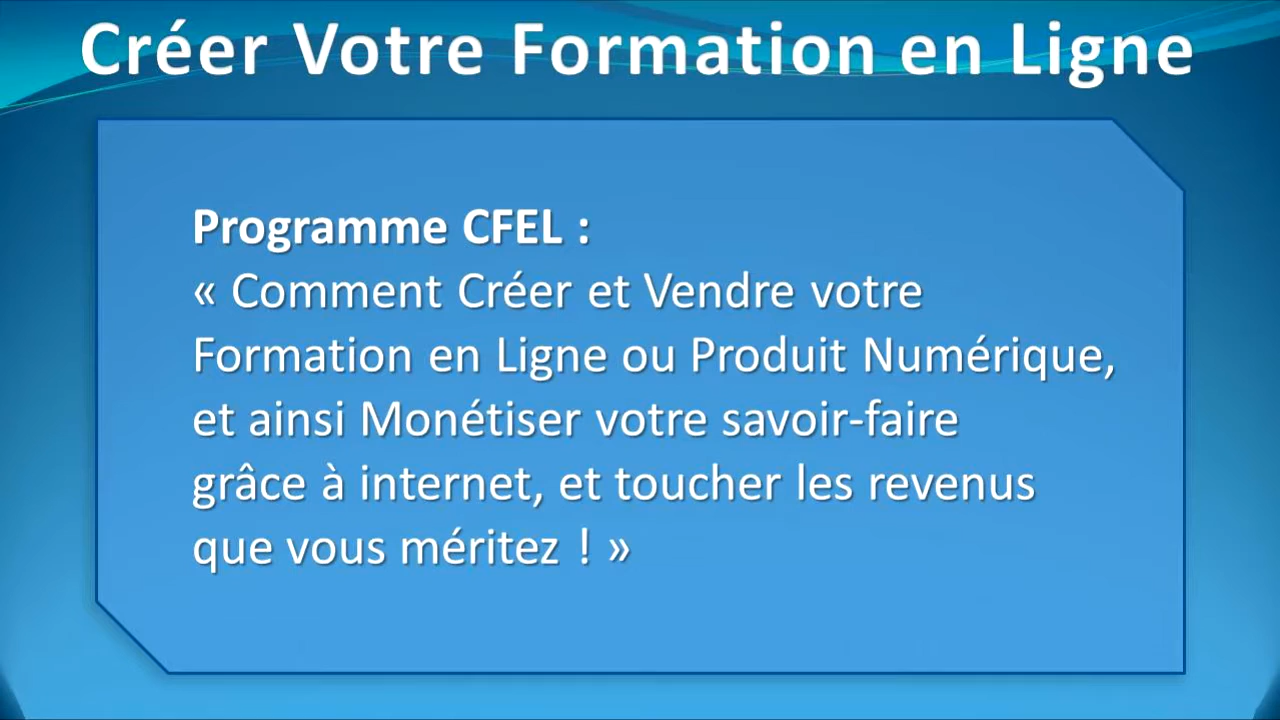 Créer Votre Formation en Ligne
Programme CFEL :
« Comment Créer et Vendre votre
Formation en Ligne ou Produit Numérique,
et ainsi Monétiser votre savoir-faire
grâce à internet, et toucher les revenus
que vous méritez ! »